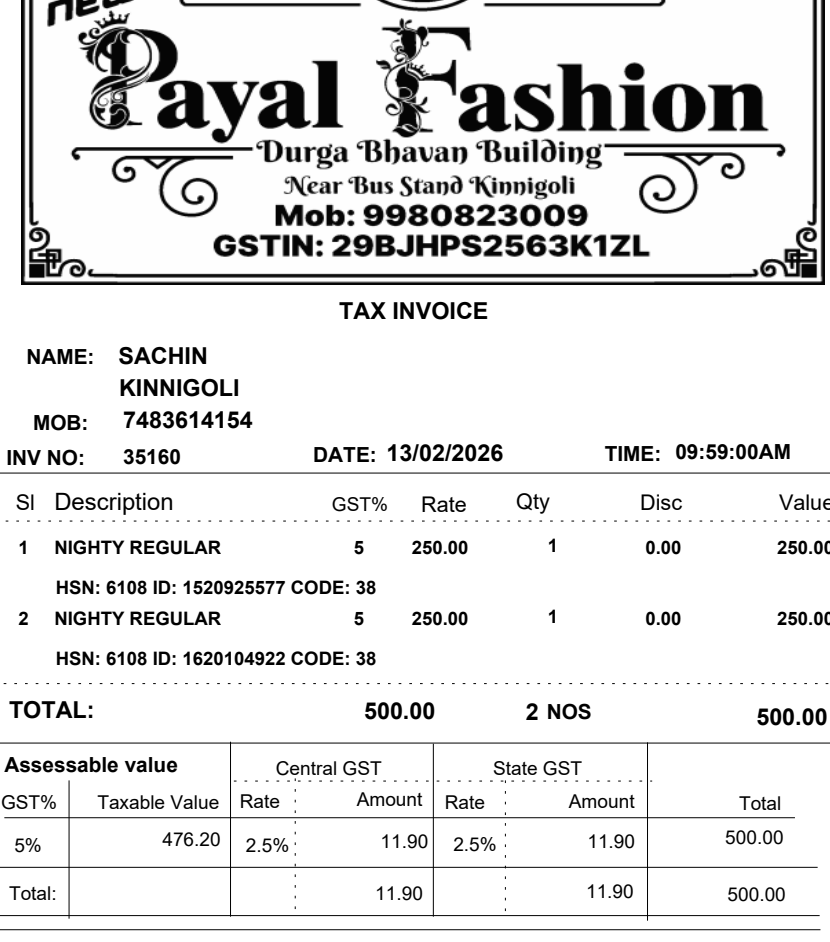 new
Payal Fashion
Durga Bhavan Building
Near Bus Stand Kinnigoli
Mob: 9980823009
GSTIN: 29BJHPS2563K1ZL
TAX INVOICE
NAME: SACHIN
KINNIGOLI
MOB: 7483614154
INV NO: 35160 DATE: 13/02/2026 TIME: 09:59:00AM
Sl Description GST% Rate Qty Disc Value
1 NIGHTY REGULAR 5 250.00 1 0.00 250.00
HSN: 6108 ID: 1520925577 CODE: 38
2 NIGHTY REGULAR 5 250.00 1 0.00 250.00
HSN: 6108 ID: 1620104922 CODE: 38
TOTAL: 500.00 2 NOS 500.00
Assessable value Central GST State GST
GST% Taxable Value Rate Amount Rate Amount Total
5% 476.20 2.5% 11.90 2.5% 11.90 500.00
Total: 11.90 11.90 500.00